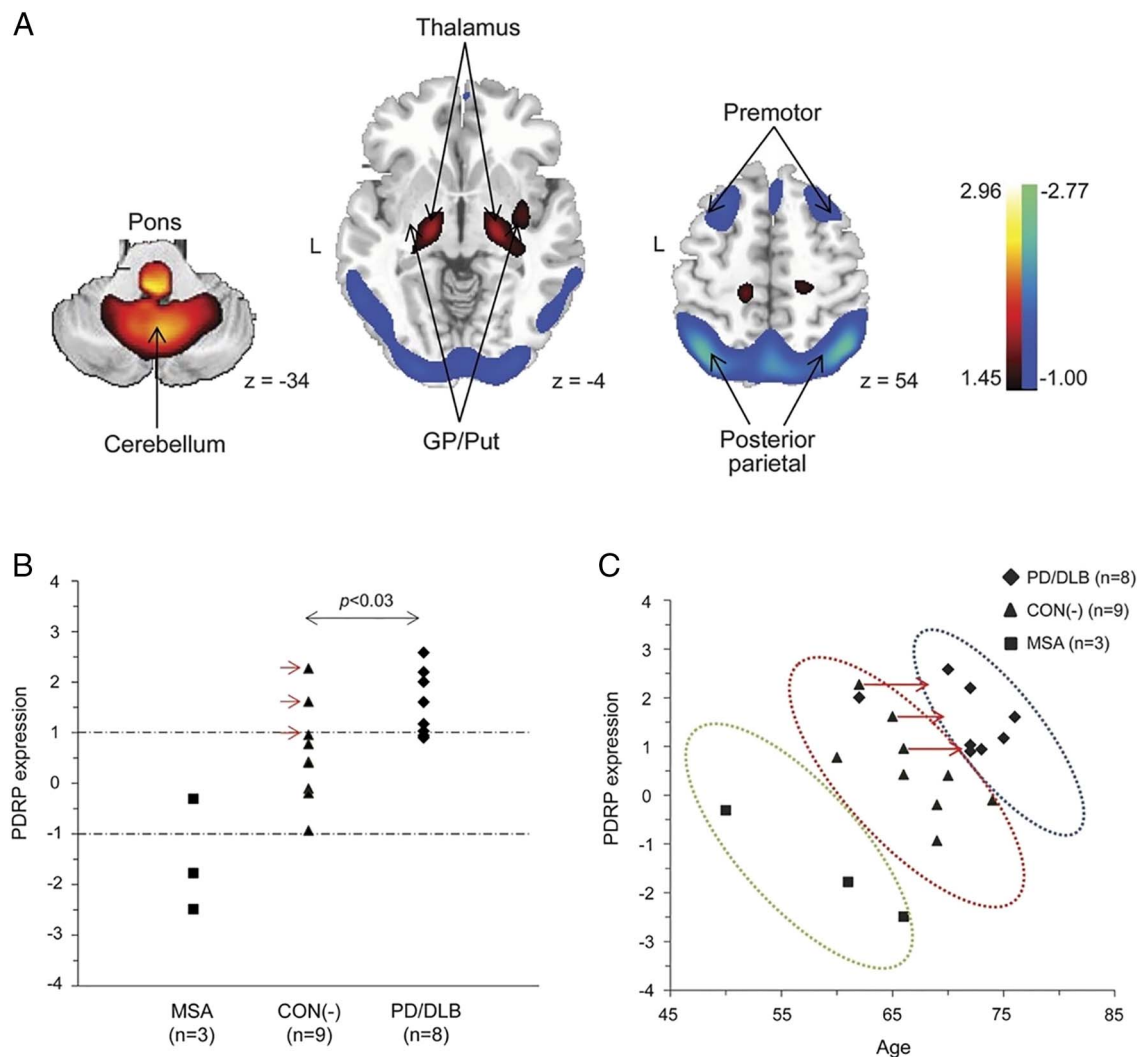 A
Thalamus
Premotor
Pons
L
L
2.96
-2.77
1.45
-1.00
z = -34
z = -4
z = 54
Cerebellum
GP/Put
Posterior
parietal
B
4
3
2
1
0
-1
-2
-3
-4
PDRP expression
p<0.03
MSA
(n=3)
CON(-)
(n=9)
PD/DLB
(n=8)
C
PD/DLB (n=8)
CON(-) (n=9)
MSA (n=3)
4
3
2
1
0
-1
-2
-3
-4
PDRP expression
45
55
65
75
85
Age